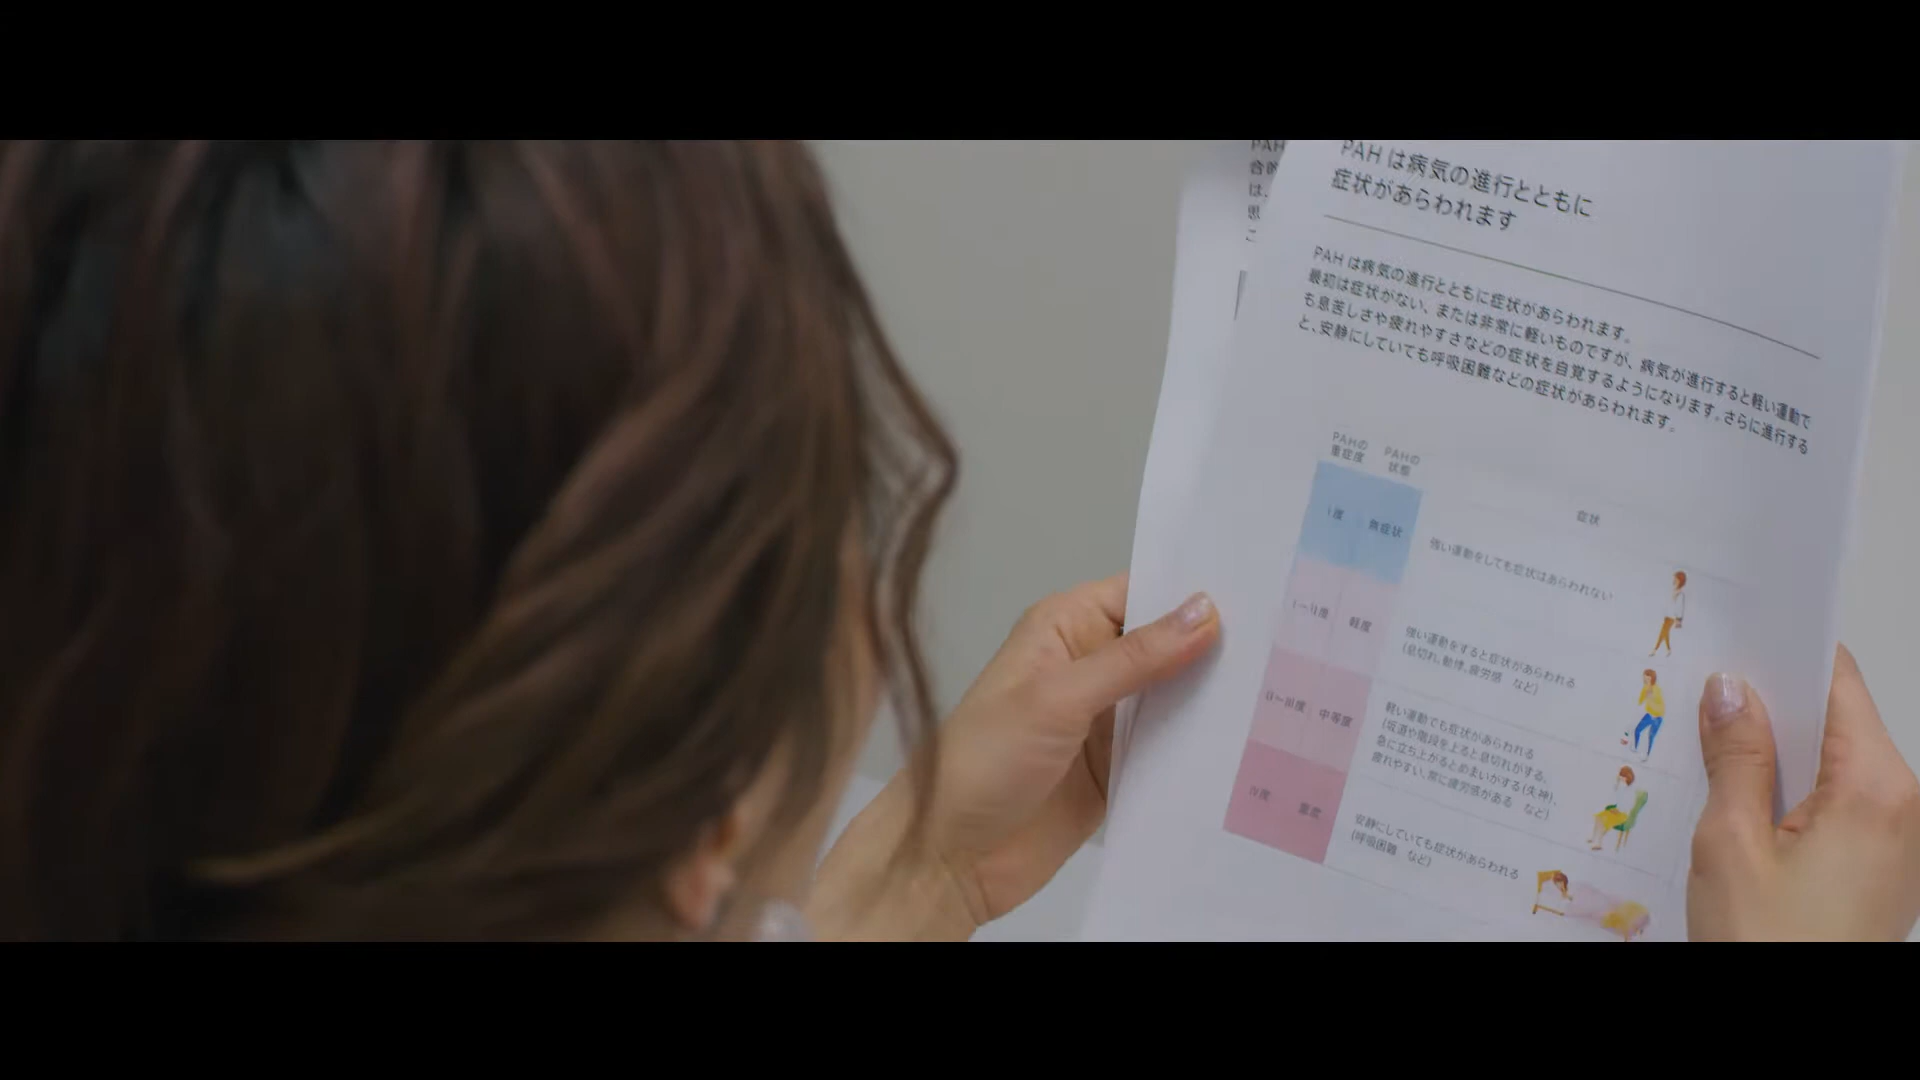 PAH
は、
PAH は病気の進行とともに
症状があらわれます
PAH は病気の進行とともに症状があらわれます。
最初は症状がない、または非常に軽いものですが、病気が進行すると軽い運動で
も息苦しさや疲れやすさなどの症状を自覚するようになります。さらに進行する
と、安静にしていても呼吸困難などの症状があらわれます。
PAHの
重症度
PAHの
状態
症状
I度 無症状
強い運動をしても症状はあらわれない
I〜II度 軽度
強い運動をすると症状があらわれる
(息切れ、動悸、疲労感 など)
II〜III度 中等度
軽い運動でも症状があらわれる
(坂道や階段を上ると息切れがする、
急に立ち上がるとめまいがする(失神)、
疲れやすい、常に疲労感がある など)
IV度 重度
安静にしていても症状があらわれる
(呼吸困難 など)